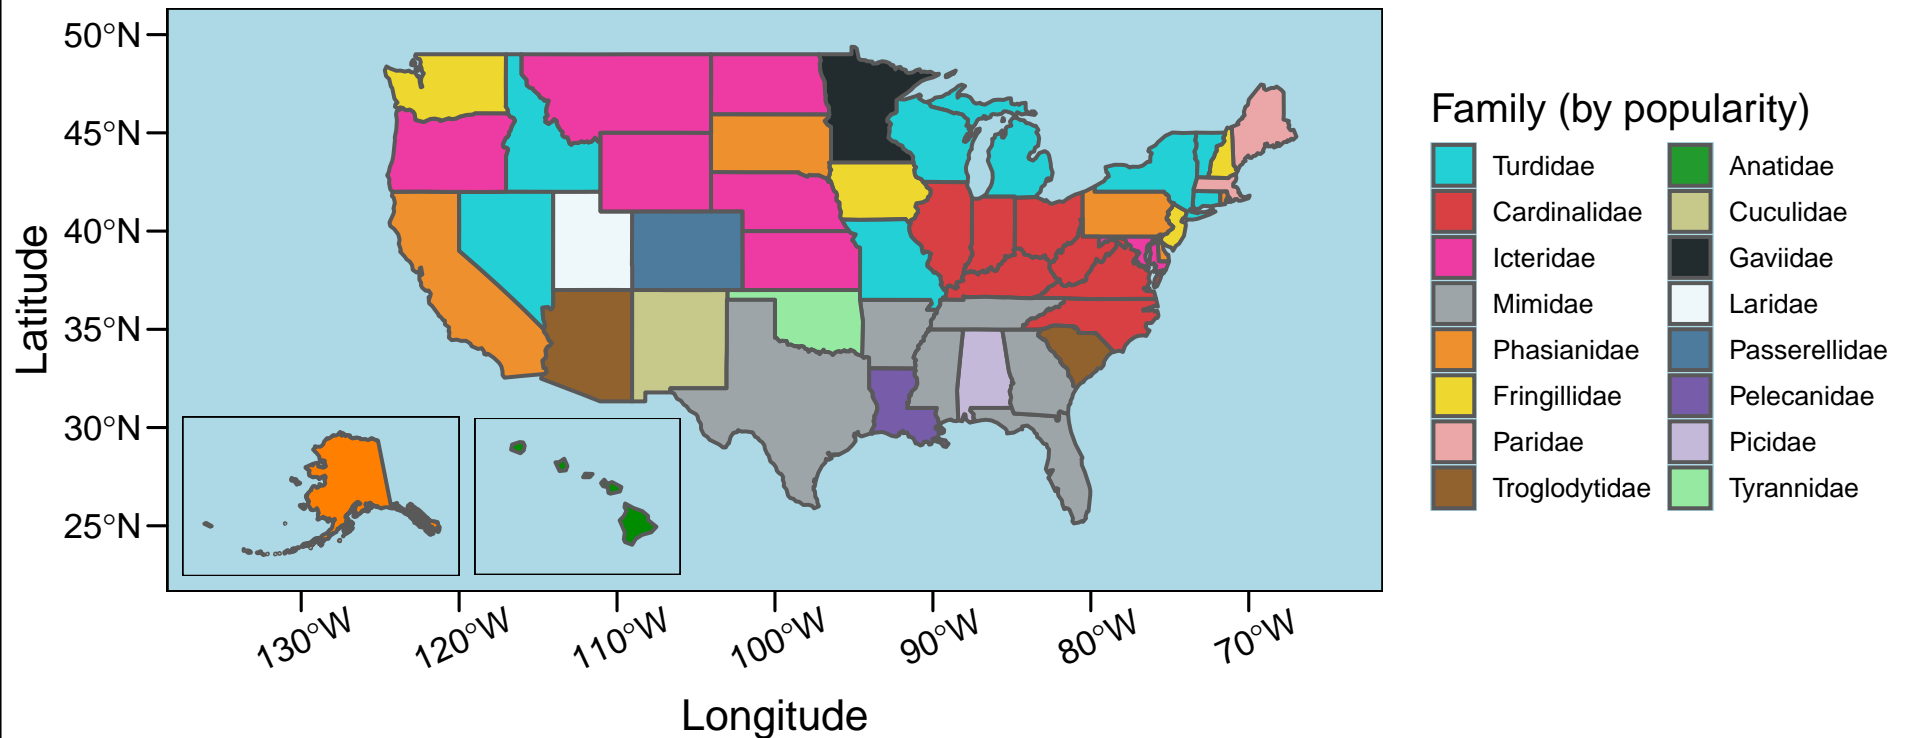 50°N
45°N
40°N
35°N
30°N
25°N
Latitude
130°W
120°W
110°W
100°W
90°W
80°W
70°W
Longitude
Family (by popularity)
Turdidae
Cardinalidae
Icteridae
Mimidae
Phasianidae
Fringillidae
Paridae
Troglodytidae
Anatidae
Cuculidae
Gaviidae
Laridae
Passerellidae
Pelecanidae
Picidae
Tyrannidae